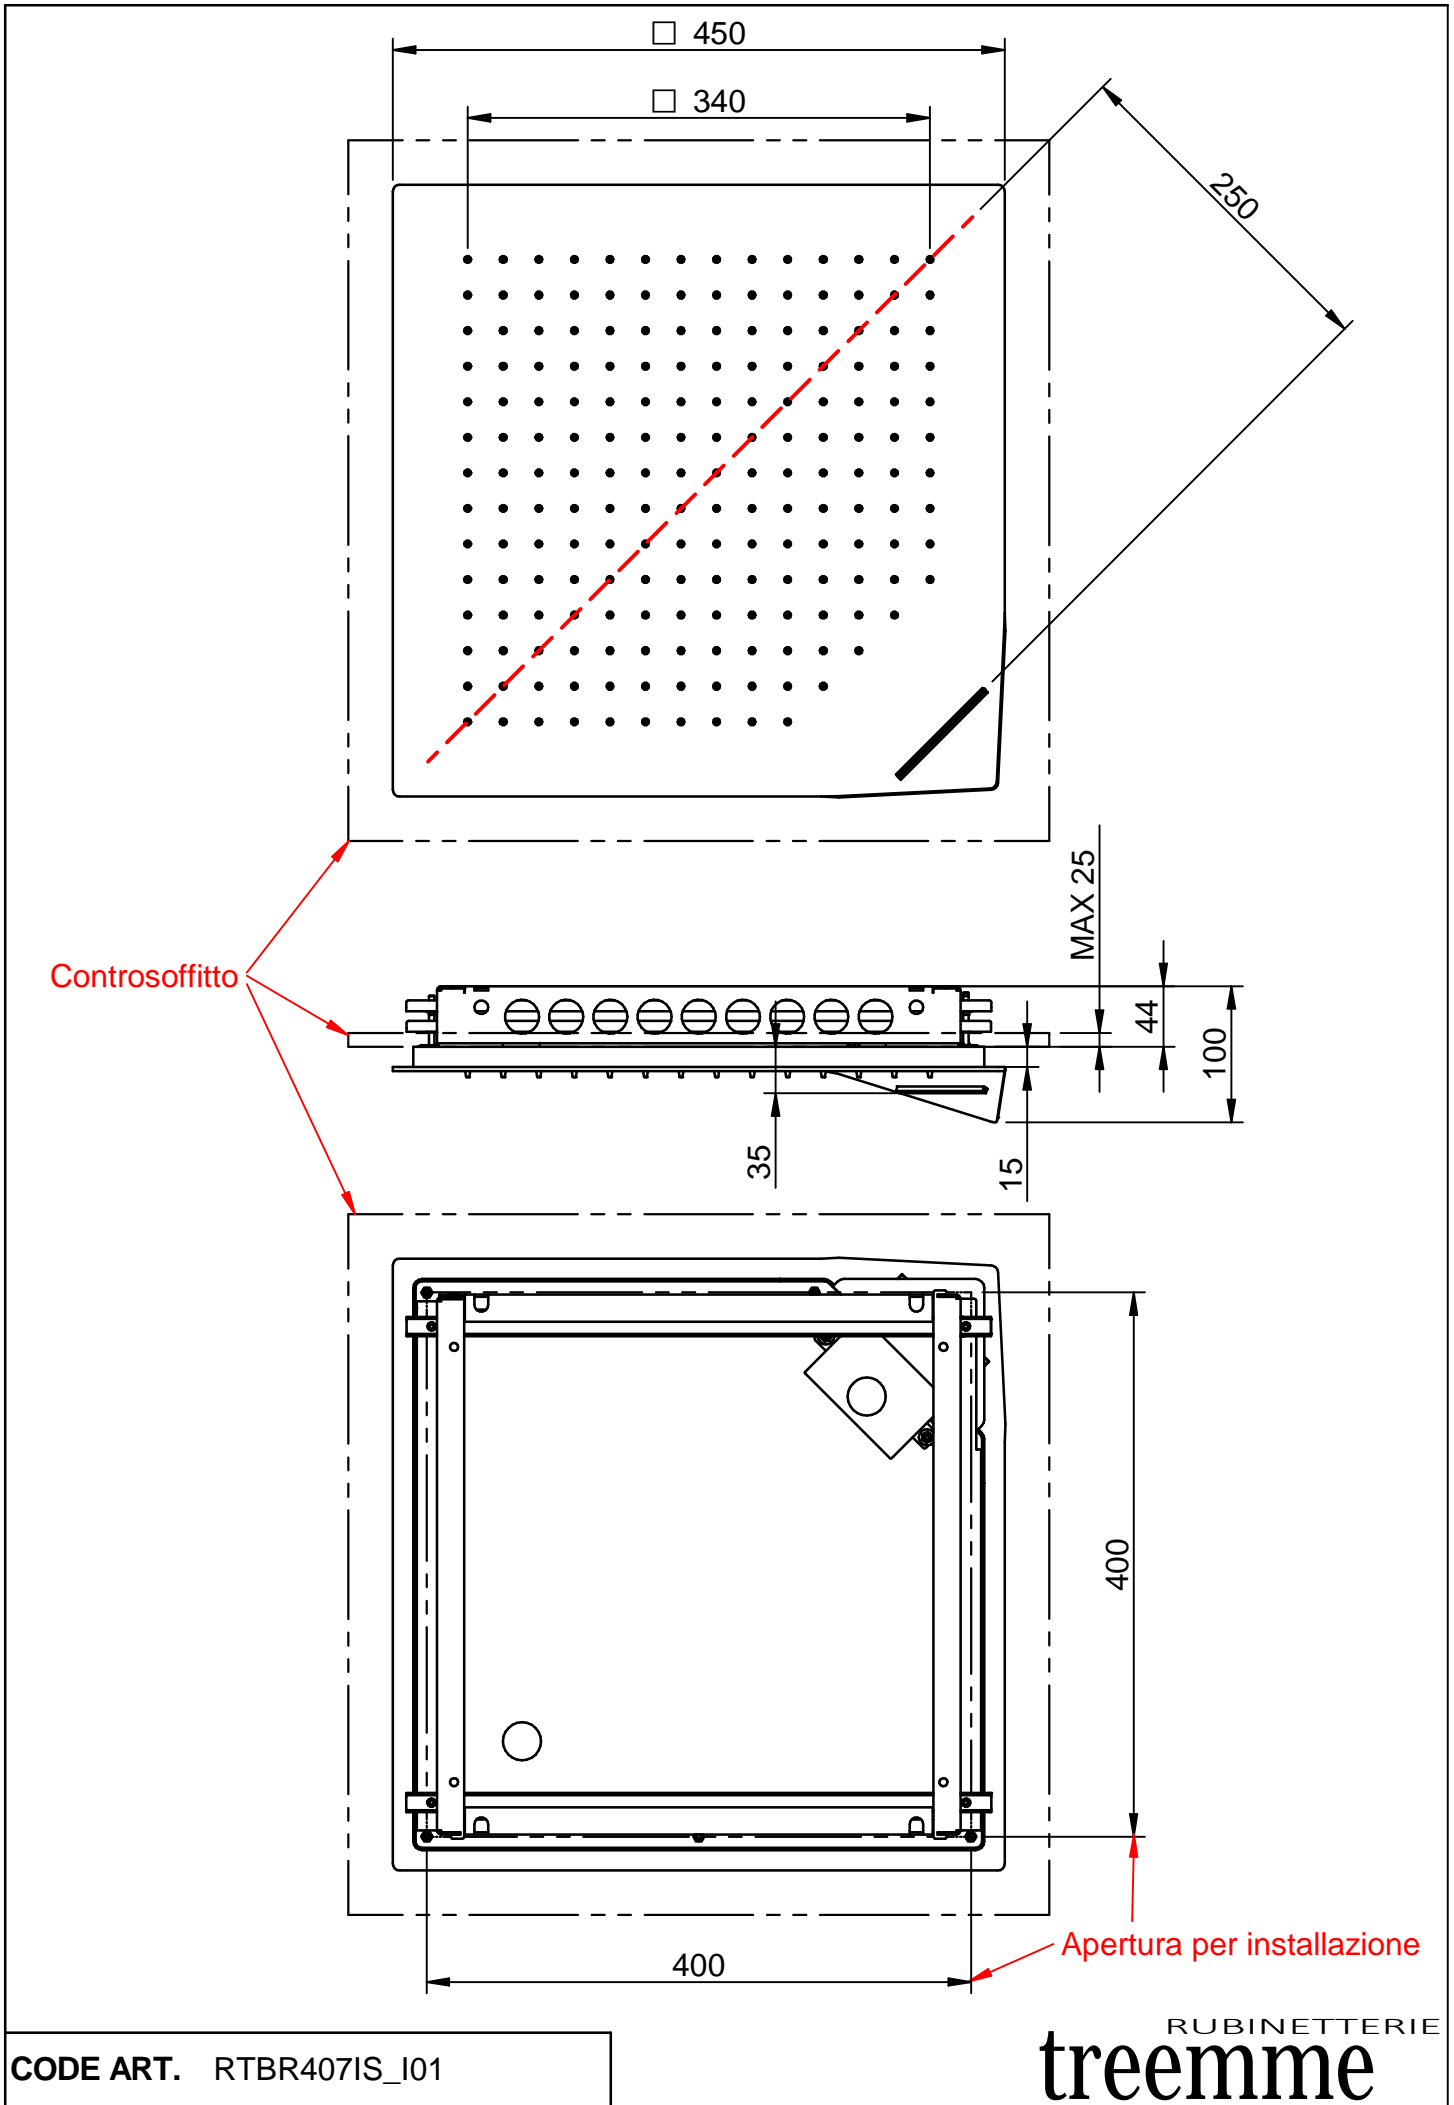 □ 450
□ 340
250
MAX 25
Controsoffitto
44
100
35
15
400
Apertura per installazione
400
RUBINETTERIE
treemme
CODE ART. RTBR407IS_I01